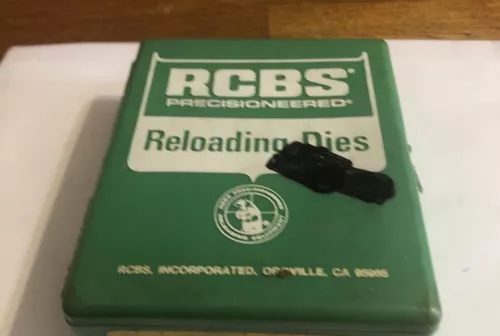 RCBS®
PRECISIONEERED®
Reloading Dies
RCBS, INCORPORATED, OROVILLE, CA 95965